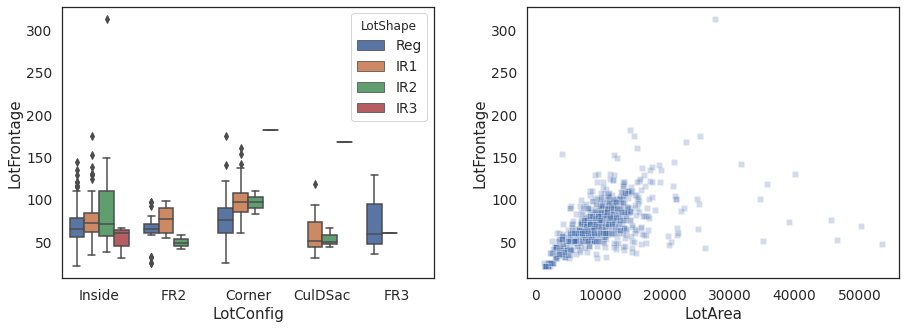 LotFrontage
300
250
200
150
100
50
LotShape
Reg
IR1
IR2
IR3
Inside
FR2
Corner
CulDSac
FR3
LotConfig
LotFrontage
300
250
200
150
100
50
0
10000
20000
30000
40000
50000
LotArea